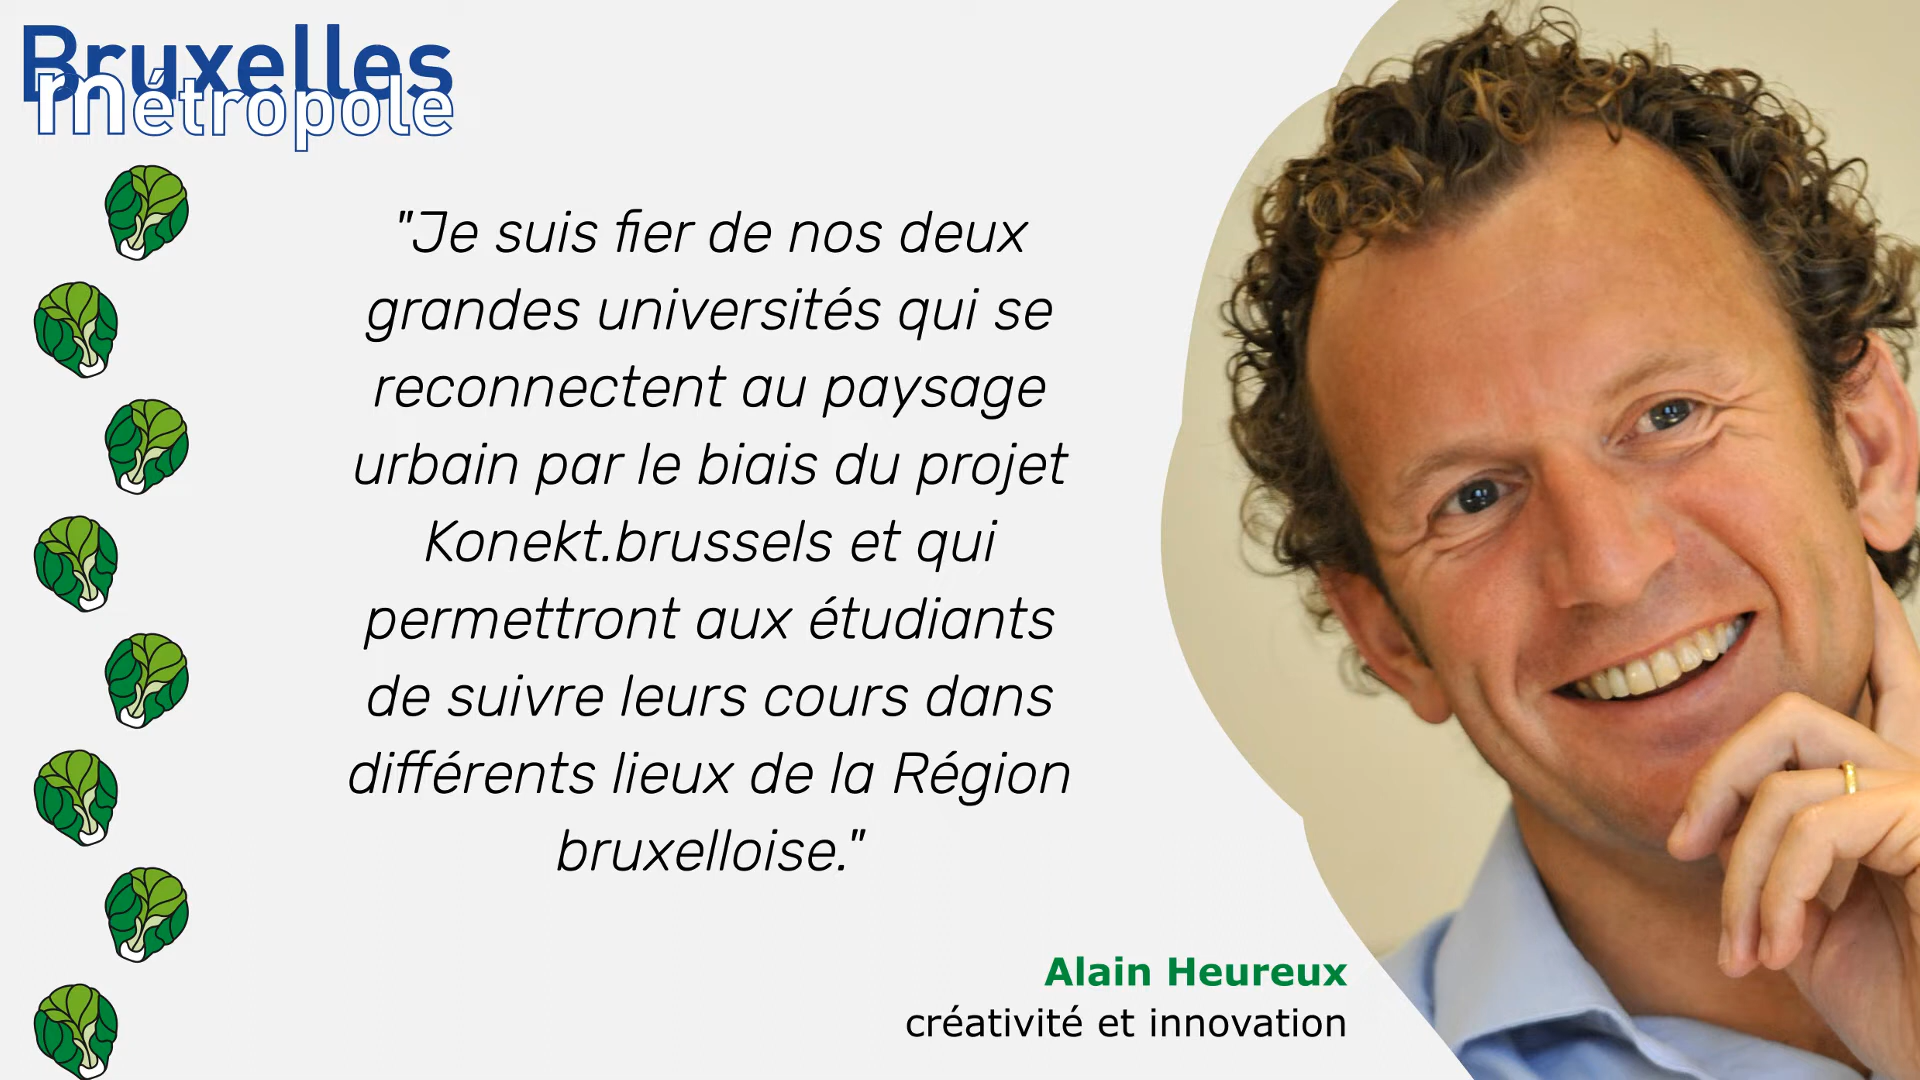 Bruxelles
métropole
"Je suis fier de nos deux
grandes universités qui se
reconnectent au paysage
urbain par le biais du projet
Konekt.brussels et qui
permettront aux étudiants
de suivre leurs cours dans
différents lieux de la Région
bruxelloise."
Alain Heureux
créativité et innovation